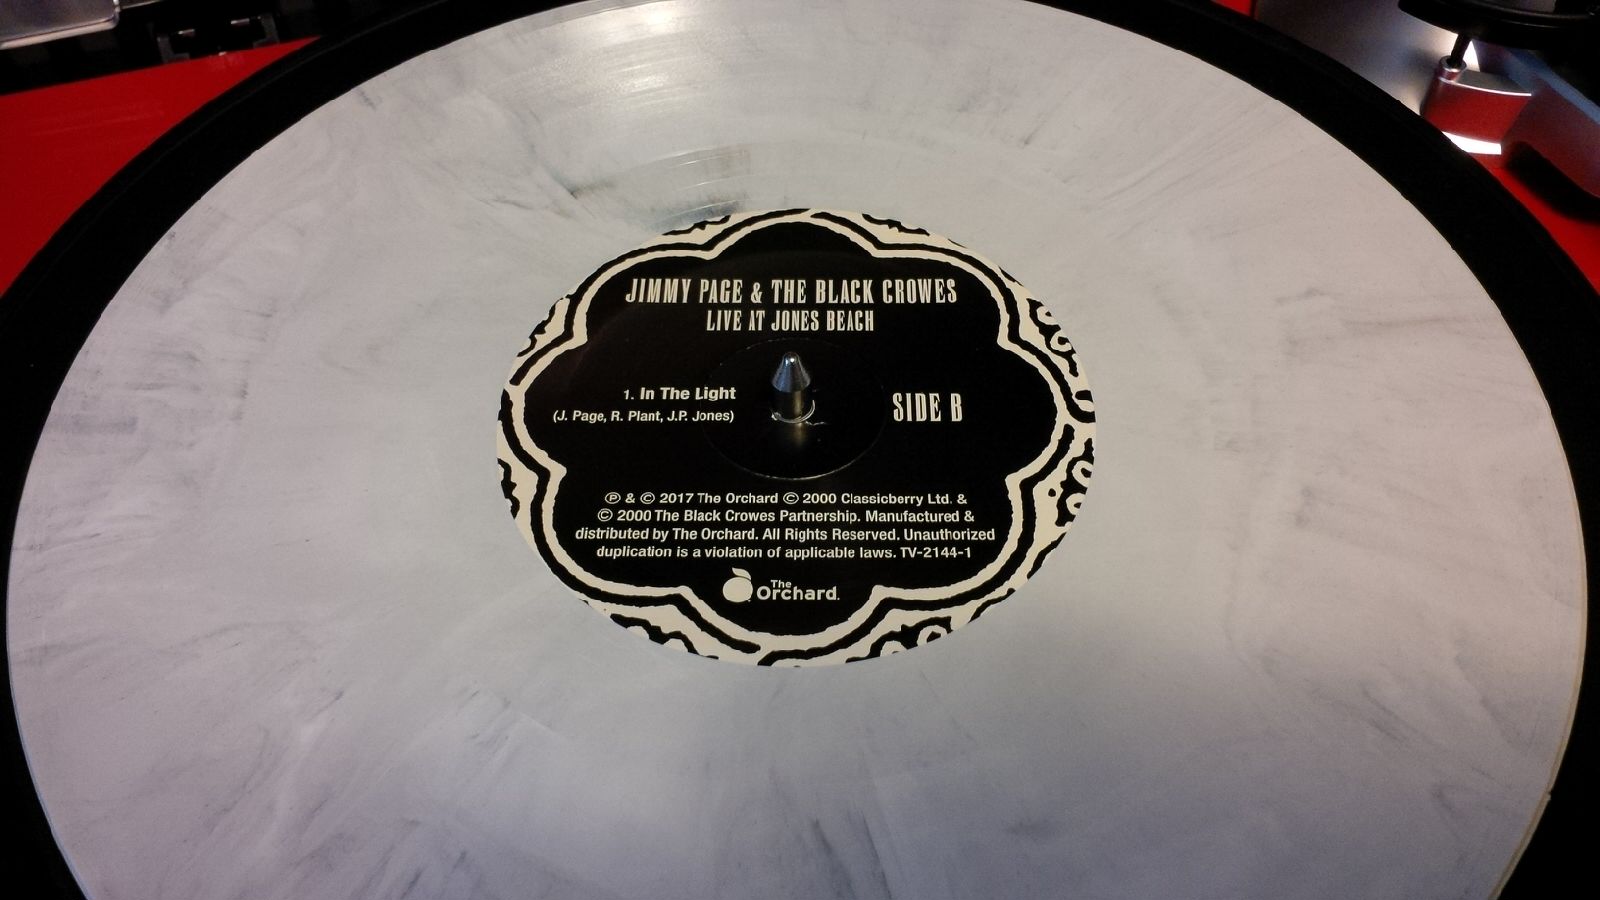 JIMMY PAGE & THE BLACK CROWES
LIVE AT JONES BEACH
1. In The Light
(J. Page, R. Plant, J.P. Jones)
SIDE B
℗ & © 2017 The Orchard © 2000 Classicberry Ltd. &
© 2000 The Black Crowes Partnership. Manufactured &
distributed by The Orchard. All Rights Reserved. Unauthorized
duplication is a violation of applicable laws. TV-2144-1
The
Orchard.